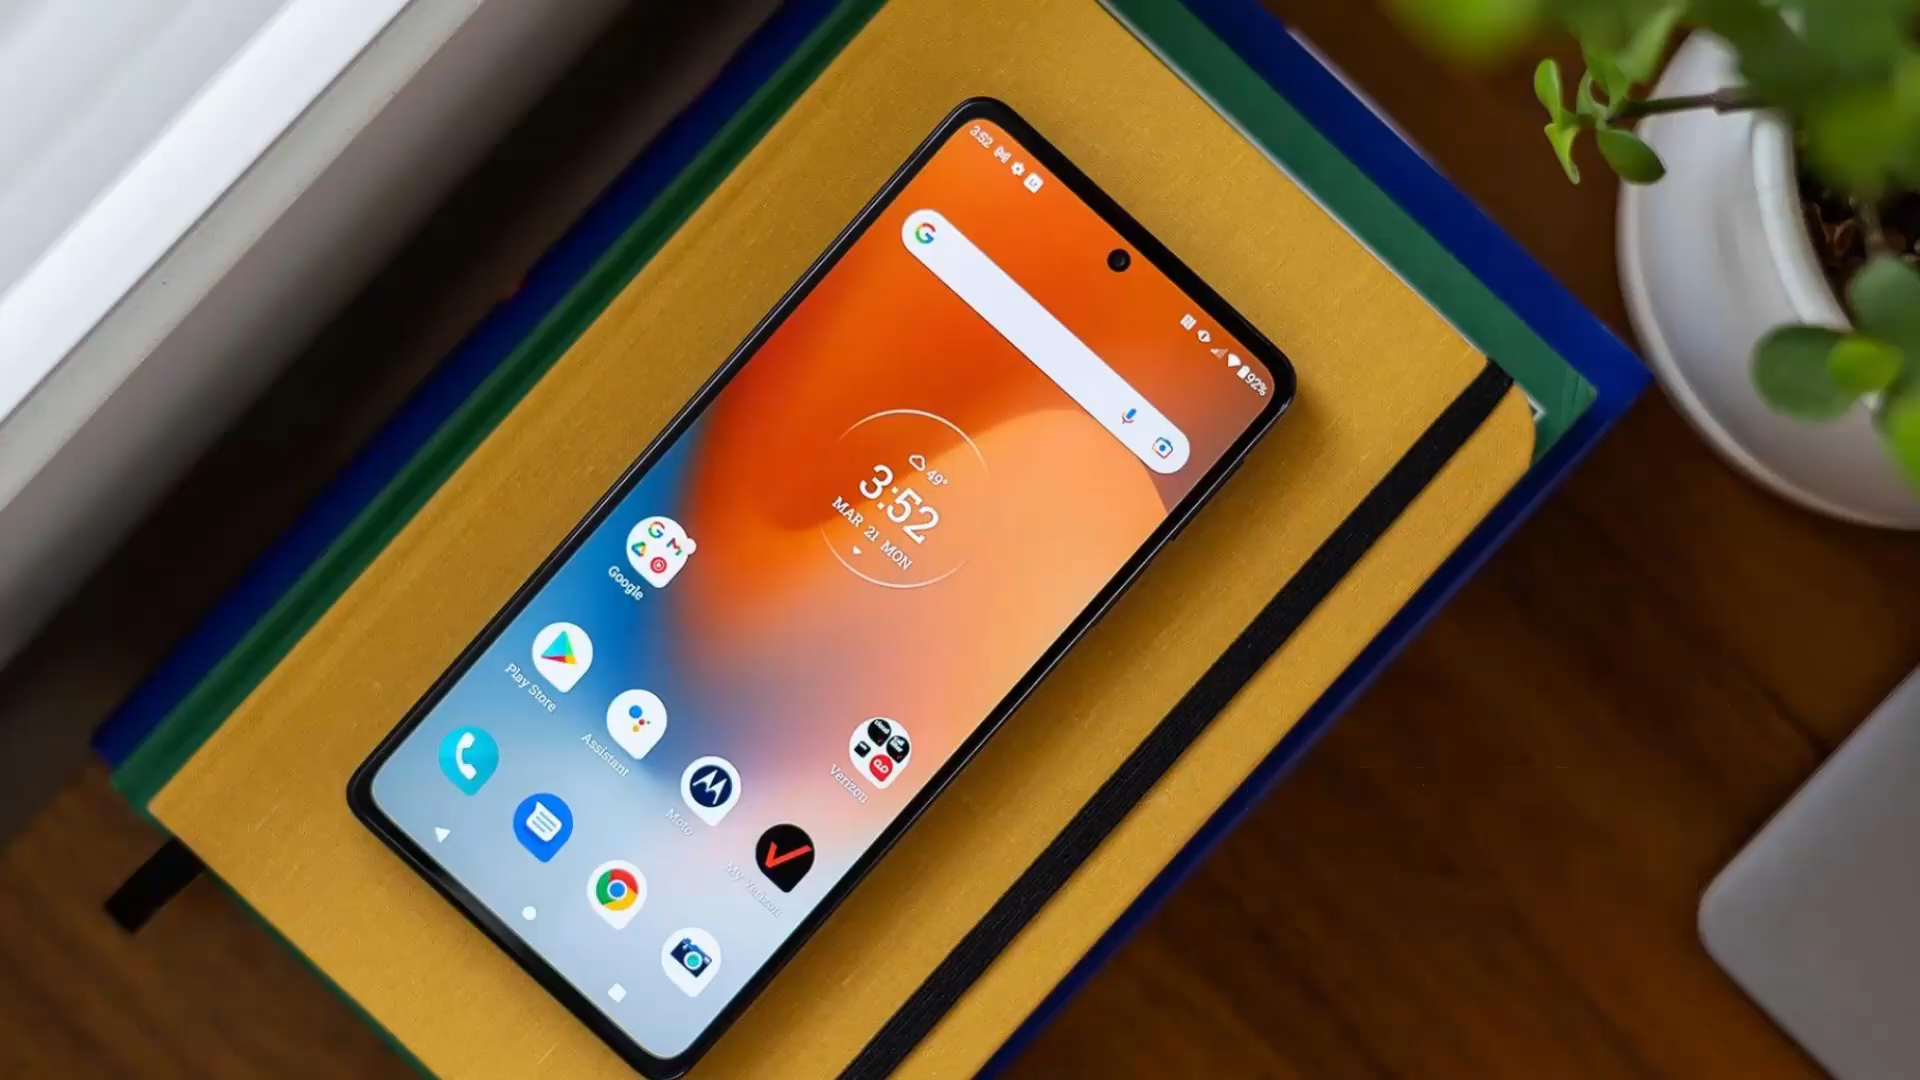 3:52
92%
49°
3:52
MAR 21 MON
Google
Play Store
Assistant
Moto
Verizon
My Verizon